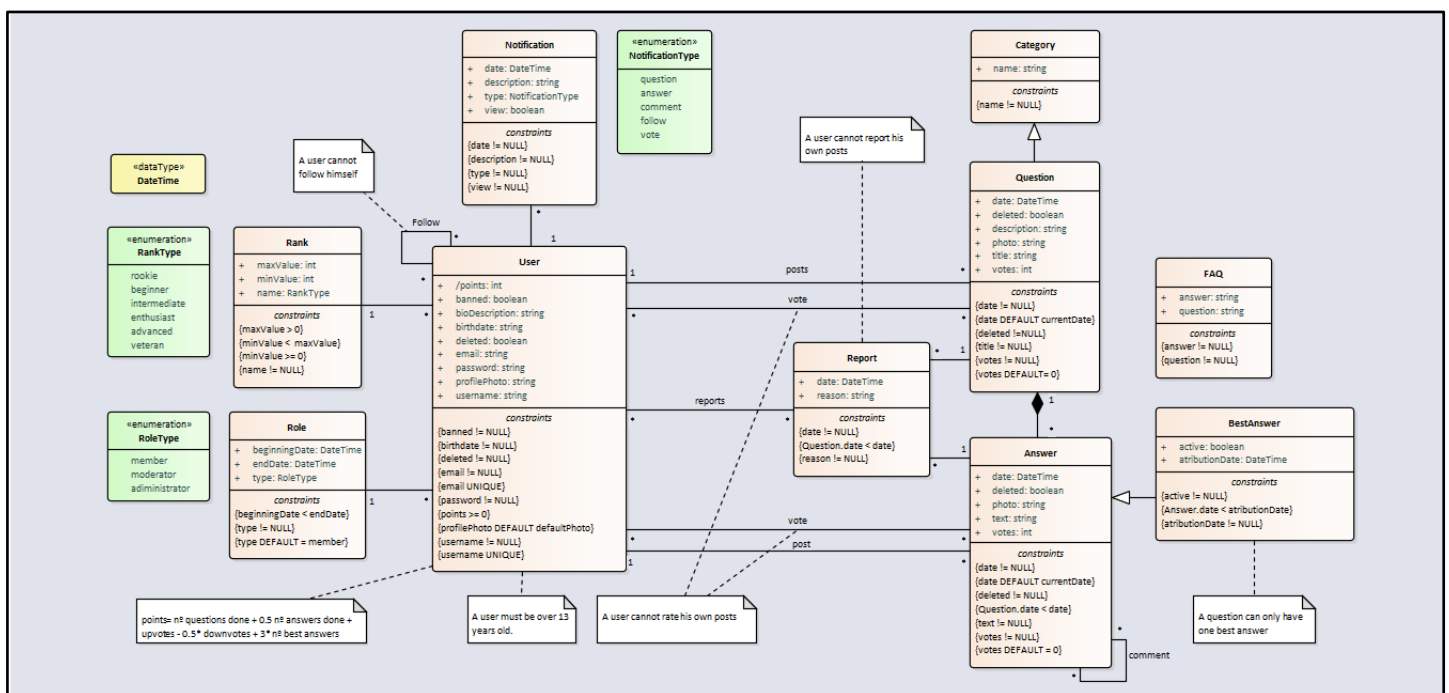 Notification
+ date: DateTime
+ description: string
+ type: NotificationType
+ view: boolean
constraints
{date != NULL}
{description != NULL}
{type != NULL}
{view != NULL}
«enumeration»
NotificationType
question
answer
comment
follow
vote
Category
+ name: string
constraints
{name != NULL}
A user cannot report his
own posts
A user cannot
follow himself
«dataType»
DateTime
«enumeration»
RankType
rookie
beginner
intermediate
enthusiast
advanced
veteran
Rank
+ maxValue: int
+ minValue: int
+ name: RankType
constraints
{maxValue > 0}
{minValue < maxValue}
{minValue >= 0}
{name != NULL}
Follow
*
*
*
1
1
*
User
+ /points: int
+ banned: boolean
+ bioDescription: string
+ birthdate: string
+ deleted: boolean
+ email: string
+ password: string
+ profilePhoto: string
+ username: string
constraints
{banned != NULL}
{birthdate != NULL}
{deleted != NULL}
{email != NULL}
{email UNIQUE}
{password != NULL}
{points >= 0}
{profilePhoto DEFAULT defaultPhoto}
{username != NULL}
{username UNIQUE}
1
posts
*
vote
*
*
Question
+ date: DateTime
+ deleted: boolean
+ description: string
+ photo: string
+ title: string
+ votes: int
constraints
{date != NULL}
{date DEFAULT currentDate}
{deleted !=NULL}
{title != NULL}
{votes != NULL}
{votes DEFAULT= 0}
FAQ
+ answer: string
+ question: string
constraints
{answer != NULL}
{question != NULL}
Report
+ date: DateTime
+ reason: string
constraints
{date != NULL}
{Question.date < date}
{reason != NULL}
* 1
reports
*
*
1
*
1
*
«enumeration»
RoleType
member
moderator
adiministrator
Role
+ beginningDate: DateTime
+ endDate: DateTime
+ type: RoleType
constraints
{beginningDate < endDate}
{type != NULL}
{type DEFAULT = member}
1
*
Answer
+ date: DateTime
+ deleted: boolean
+ photo: string
+ text: string
+ votes: int
constraints
{date != NULL}
{date DEFAULT currentDate}
{deleted != NULL}
{Question.date < date}
{text != NULL}
{votes != NULL}
{votes DEFAULT = 0}
BestAnswer
+ active: boolean
+ atributionDate: DateTime
constraints
{active != NULL}
{Answer.date < atributionDate}
{atributionDate != NULL}
vote
*
*
post
1
*
*
comment
*
points= nº questions done + 0.5 nº answers done +
upvotes - 0.5* downvotes + 3* nº best answers
A user must be over 13
years old.
A user cannot rate his own posts
A question can only have
one best answer